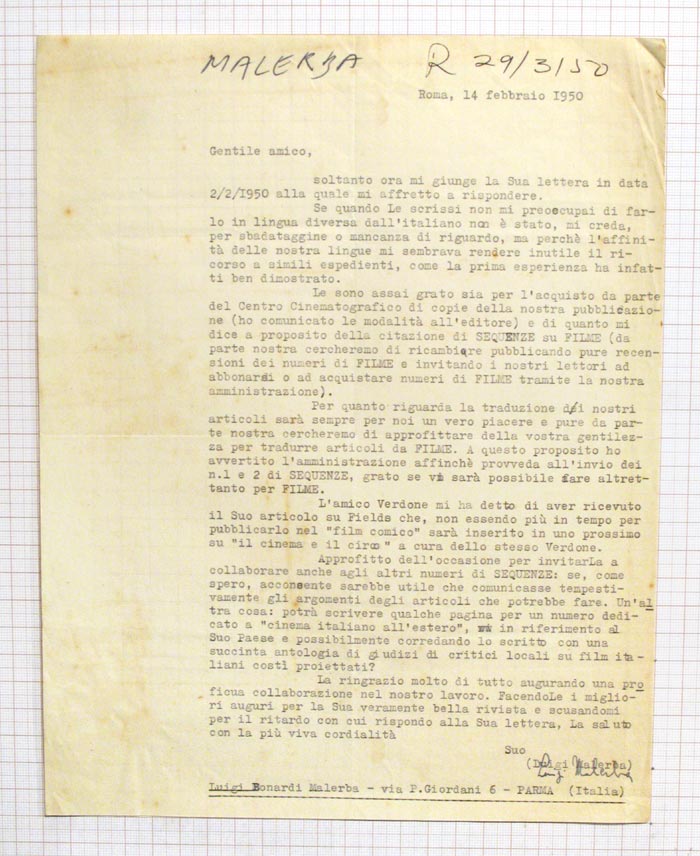 MALERBA R 29/3/50
Roma, 14 febbraio 1950
Gentile amico,
soltanto ora mi giunge la Sua lettera in data
2/2/1950 alla quale mi affretto a rispondere.
Se quando Le scrissi non mi preoccupai di far-
lo in lingua diversa dall'italiano non è stato, mi creda,
per sbadataggine o mancanza di riguardo, ma perchè l'affini-
tà delle nostra lingue mi sembrava rendere inutile il ri-
corso a simili espedienti, come la prima esperienza ha infat-
ti ben dimostrato.
Le sono assai grato sia per l'acquisto da parte
del Centro Cinematografico di copie della nostra pubblicazio-
ne (ho comunicato le modalità all'editore) e di quanto mi
dice a proposito della citazione di SEQUENZE su FILME (da
parte nostra cercheremo di ricambiare pubblicando pure recen-
sioni dei numeri di FILME e invitando i nostri lettori ad
abbonarsi o ad acquistare numeri di FILME tramite la nostra
amministrazione).
Per quanto riguarda la traduzione di nostri
articoli sarà sempre per noi un vero piacere e pure da par-
te nostra cercheremo di approfittare della vostra gentilez-
za per tradurre articoli da FILME. A questo proposito ho
avvertito l'amministrazione affinchè provveda all'invio dei
n.1 e 2 di SEQUENZE, grato se vi sarà possibile fare altret-
tanto per FILME.
L'amico Verdone mi ha detto di aver ricevuto
il Suo articolo su Fields che, non essendo più in tempo per
pubblicarlo nel "film comico" sarà inserito in uno prossimo
su "il cinema e il circo" a cura dello stesso Verdone.
Approfitto dell'occasione per invitarLa a
collaborare anche agli altri numeri di SEQUENZE: se, come
spero, acconsente sarebbe utile che comunicasse tempesti-
vamente gli argomenti degli articoli che potrebbe fare. Un'al
tra cosa: potrà scrivere qualche pagina per un numero dedi-
cato a "cinema italiano all'estero", in riferimento al
Suo Paese e possibilmente corredando lo scritto con una
succinta antologia di giudizi di critici locali su film ita-
liani costì proiettati?
La ringrazio molto di tutto augurando una pro
ficua collaborazione nel nostro lavoro. FacendoLe i miglio-
ri auguri per la Sua veramente bella rivista e scusandomi
per il ritardo con cui rispondo alla Sua lettera, La saluto
con la più viva cordialità
Suo
(Luigi Malerba)
Luigi Malerba
Luigi Bonardi Malerba - via P.Giordani 6 - PARMA (Italia)